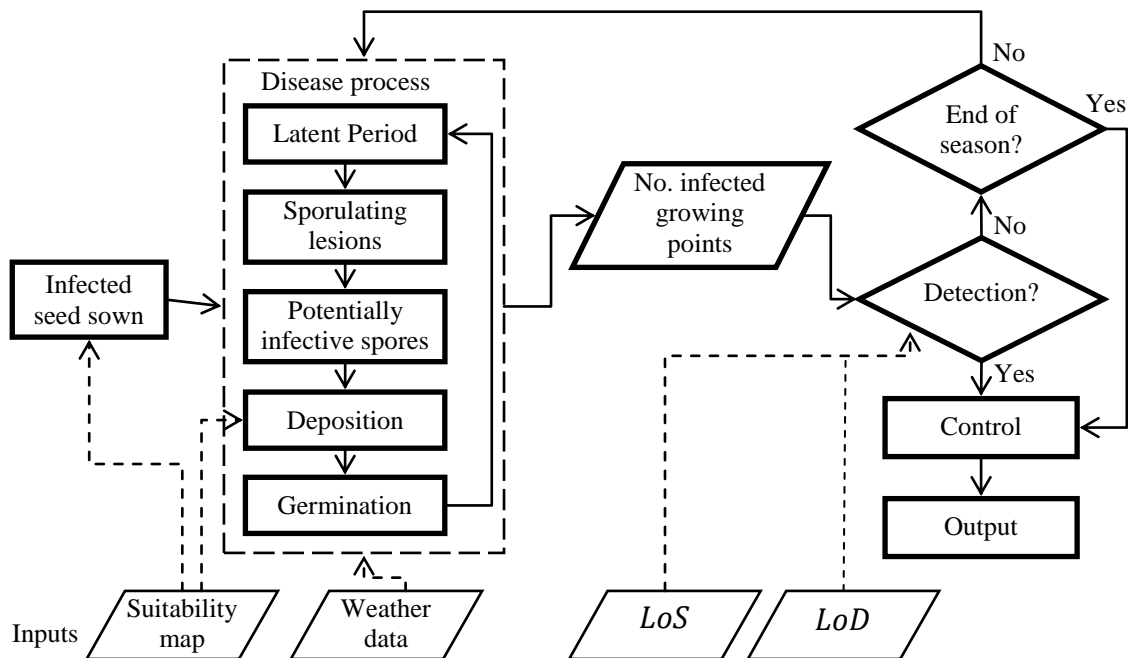 No
Disease process
End of
season?
Yes
Latent Period
No. infected
growing
points
Sporulating
lesions
No
Infected
seed sown
Potentially
infective spores
Detection?
Yes
Deposition
Control
Germination
Output
Inputs
Suitability
map
Weather
data
LoS
LoD